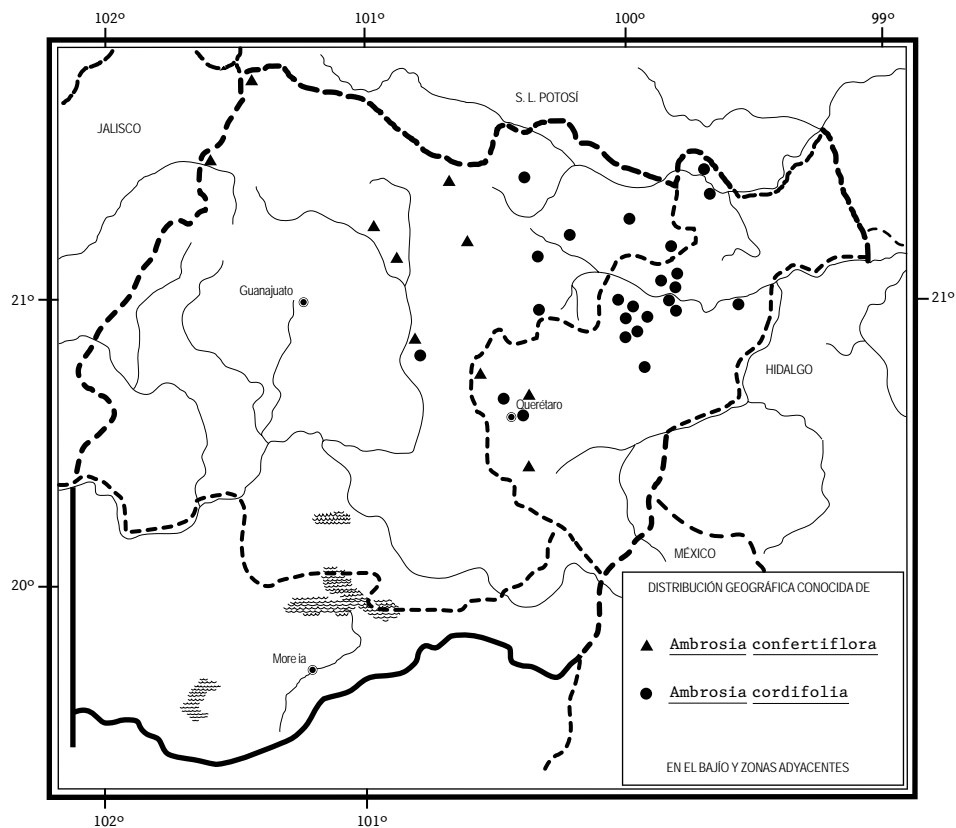 102° 101° 100° 99°
S. L. POTOSÍ
JALISCO
Guanajuato
21° 21°
HIDALGO
Querétaro
MÉXICO
20°
DISTRIBUCIÓN GEOGRÁFICA CONOCIDA DE
Ambrosia confertiflora
Morelia
Ambrosia cordifolia
EN EL BAJÍO Y ZONAS ADYACENTES
102° 101°